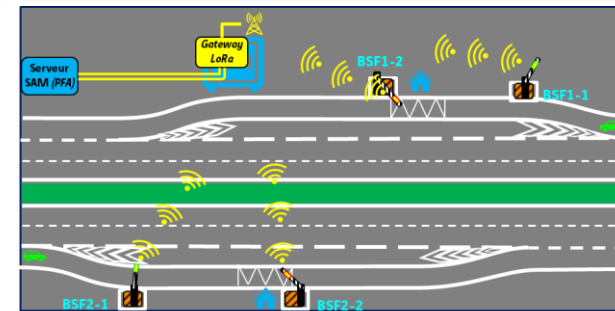 Gateway
LoRa
Serveur
SAM (PFA)
BSF1-2
BSF1-1
BSF2-1
BSF2-2